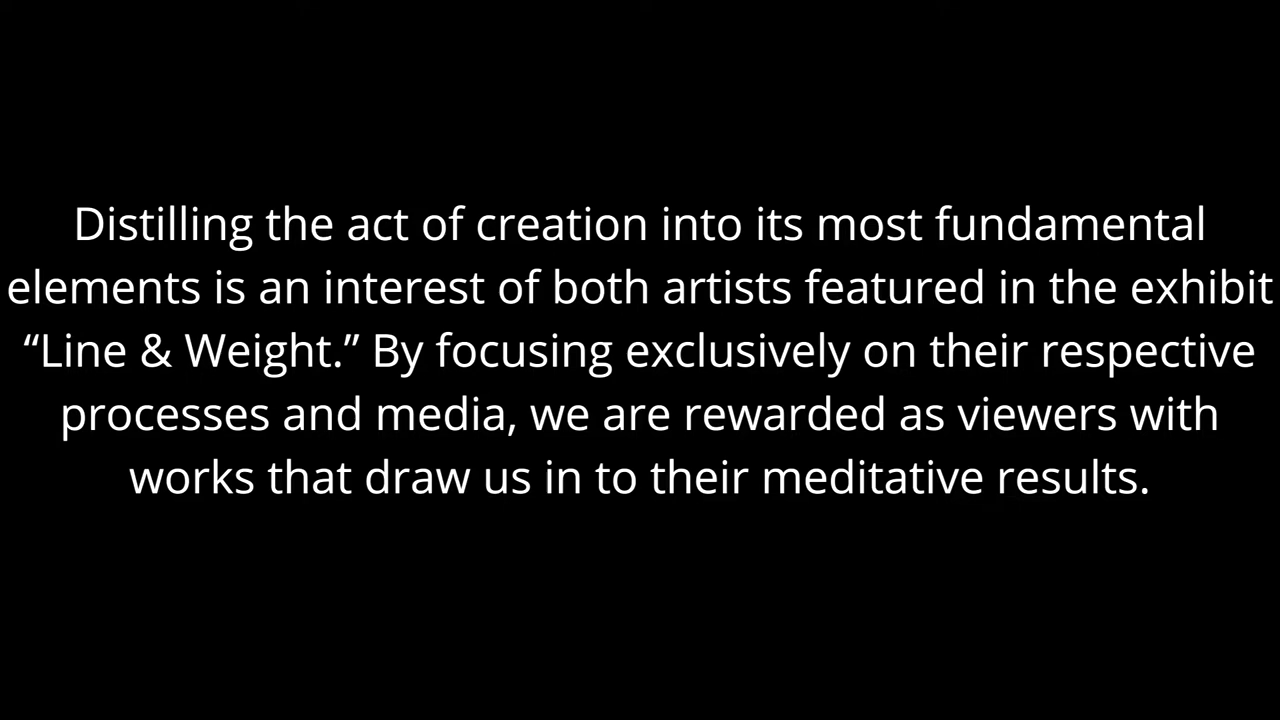 Distilling the act of creation into its most fundamental
elements is an interest of both artists featured in the exhibit
“Line & Weight.” By focusing exclusively on their respective
processes and media, we are rewarded as viewers with
works that draw us in to their meditative results.